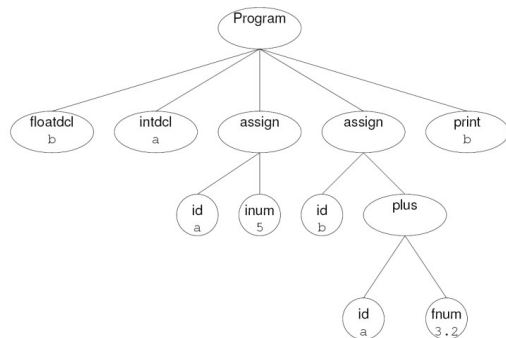 Program
floatdcl
b
intdcl
a
assign
assign
print
b
id
a
inum
5
id
b
plus
id
a
fnum
3.2